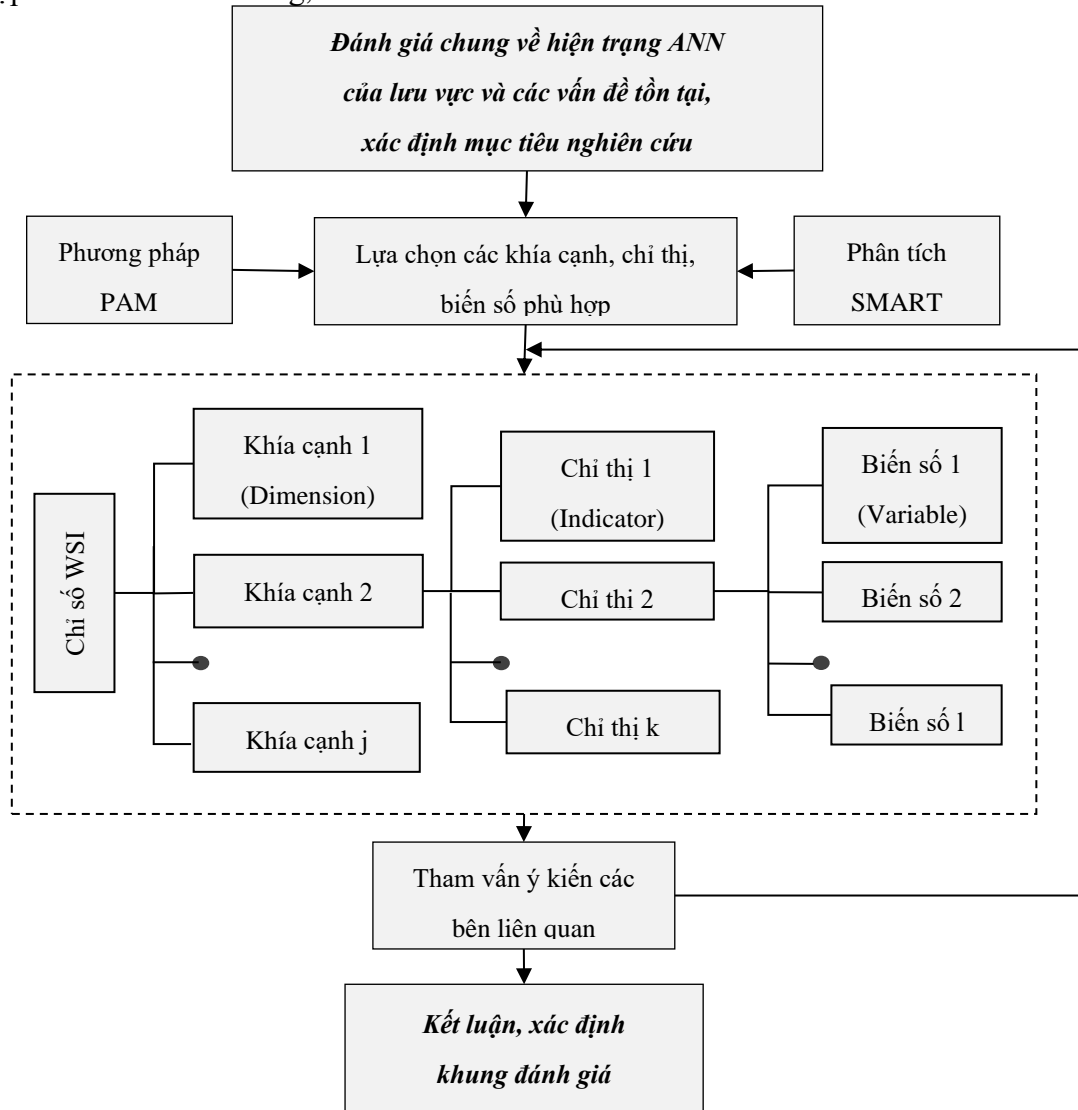 Đánh giá chung về hiện trạng ANN
của lưu vực và các vấn đề tồn tại,
xác định mục tiêu nghiên cứu
Phương pháp
PAM
Lựa chọn các khía cạnh, chỉ thị,
biến số phù hợp
Phân tích
SMART
Chỉ số WSI
Khía cạnh 1
(Dimension)
Khía cạnh 2
Khía cạnh j
Chỉ thị 1
(Indicator)
Chỉ thị 2
Chỉ thị k
Biến số 1
(Variable)
Biến số 2
Biến số l
Tham vấn ý kiến các
bên liên quan
Kết luận, xác định
khung đánh giá